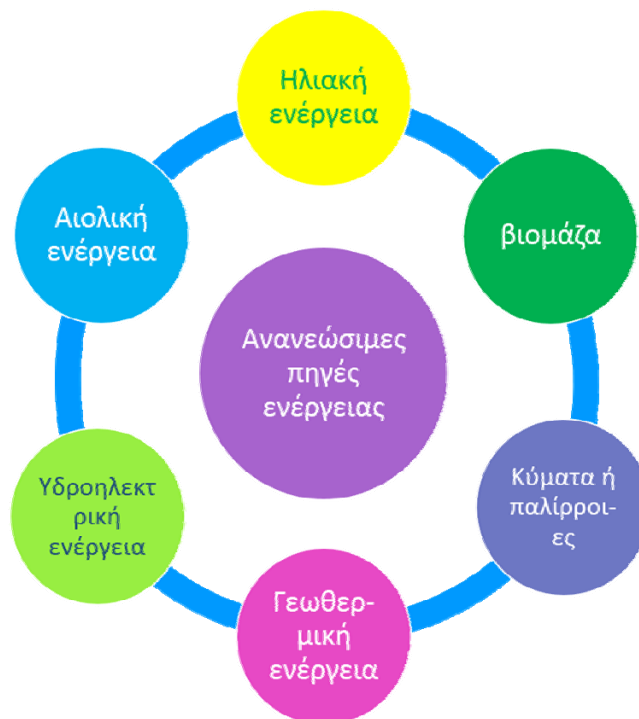 Ηλιακή
ενέργεια
Αιολική
ενέργεια
βιομάζα
Ανανεώσιμες
πηγές
ενέργειας
Κύματα ή
παλίρροι-
ες
Υδροηλεκτ
ρική
ενέργεια
Γεωθερ-
μική
ενέργεια